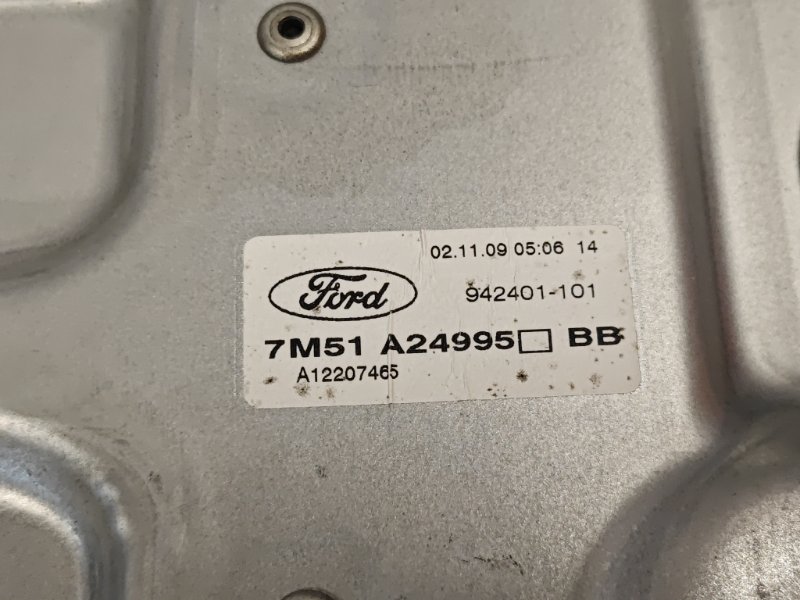 02.11.09 05:06 14
Ford
942401-101
7M51 A24995□ BB
A12207465